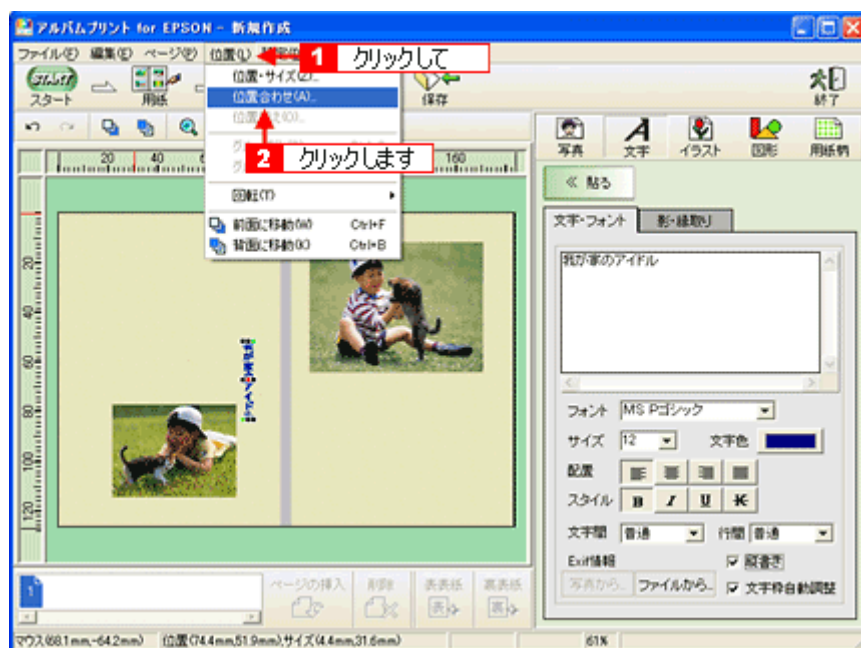 アルバムプリント for EPSON - 新規作成
ファイル(F) 編集(E) ページ(P) 位置(L)
1 クリックして
位置・サイズ(Z)...
位置合わせ(A)...
2 クリックします
回転(T)
前面に移動(W) Ctrl+F
背面に移動(K) Ctrl+B
START
スタート 用紙 保存 終了
写真 文字 イラスト 図形 用紙柄
20 40 160
≪ 貼る
文字・フォント 影・縁取り
我が家のアイドル
20
40
60
80
100
120
我が家のアイドル
フォント MS Pゴシック
サイズ 12 文字色
配置
スタイル B I U K
文字間 普通 行間 普通
Exif情報 縦書き
写真から... ファイルから... 文字枠自動調整
1 ページの挿入 削除 表表紙 裏表紙
マウス(68.1mm,-64.2mm) 位置(74.4mm,51.9mm),サイズ(4.4mm,31.6mm) 61%